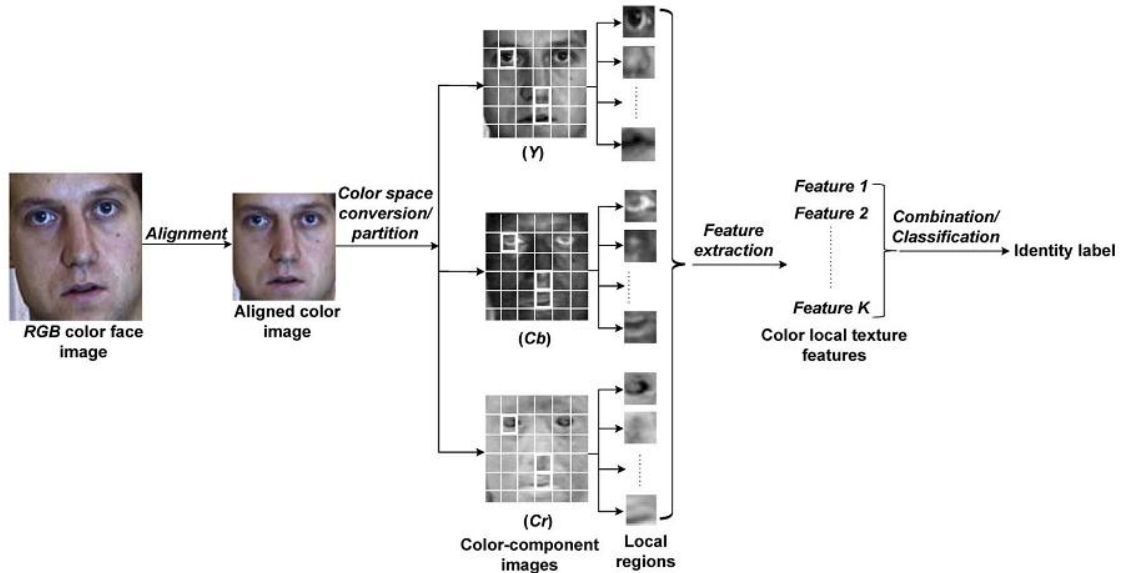 RGB color face
image
Alignment
Aligned color
image
Color space
conversion/
partition
(Y)
(Cb)
(Cr)
Color-component
images
Local
regions
Feature
extraction
Feature 1
Feature 2
Feature K
Color local texture
features
Combination/
Classification
Identity label